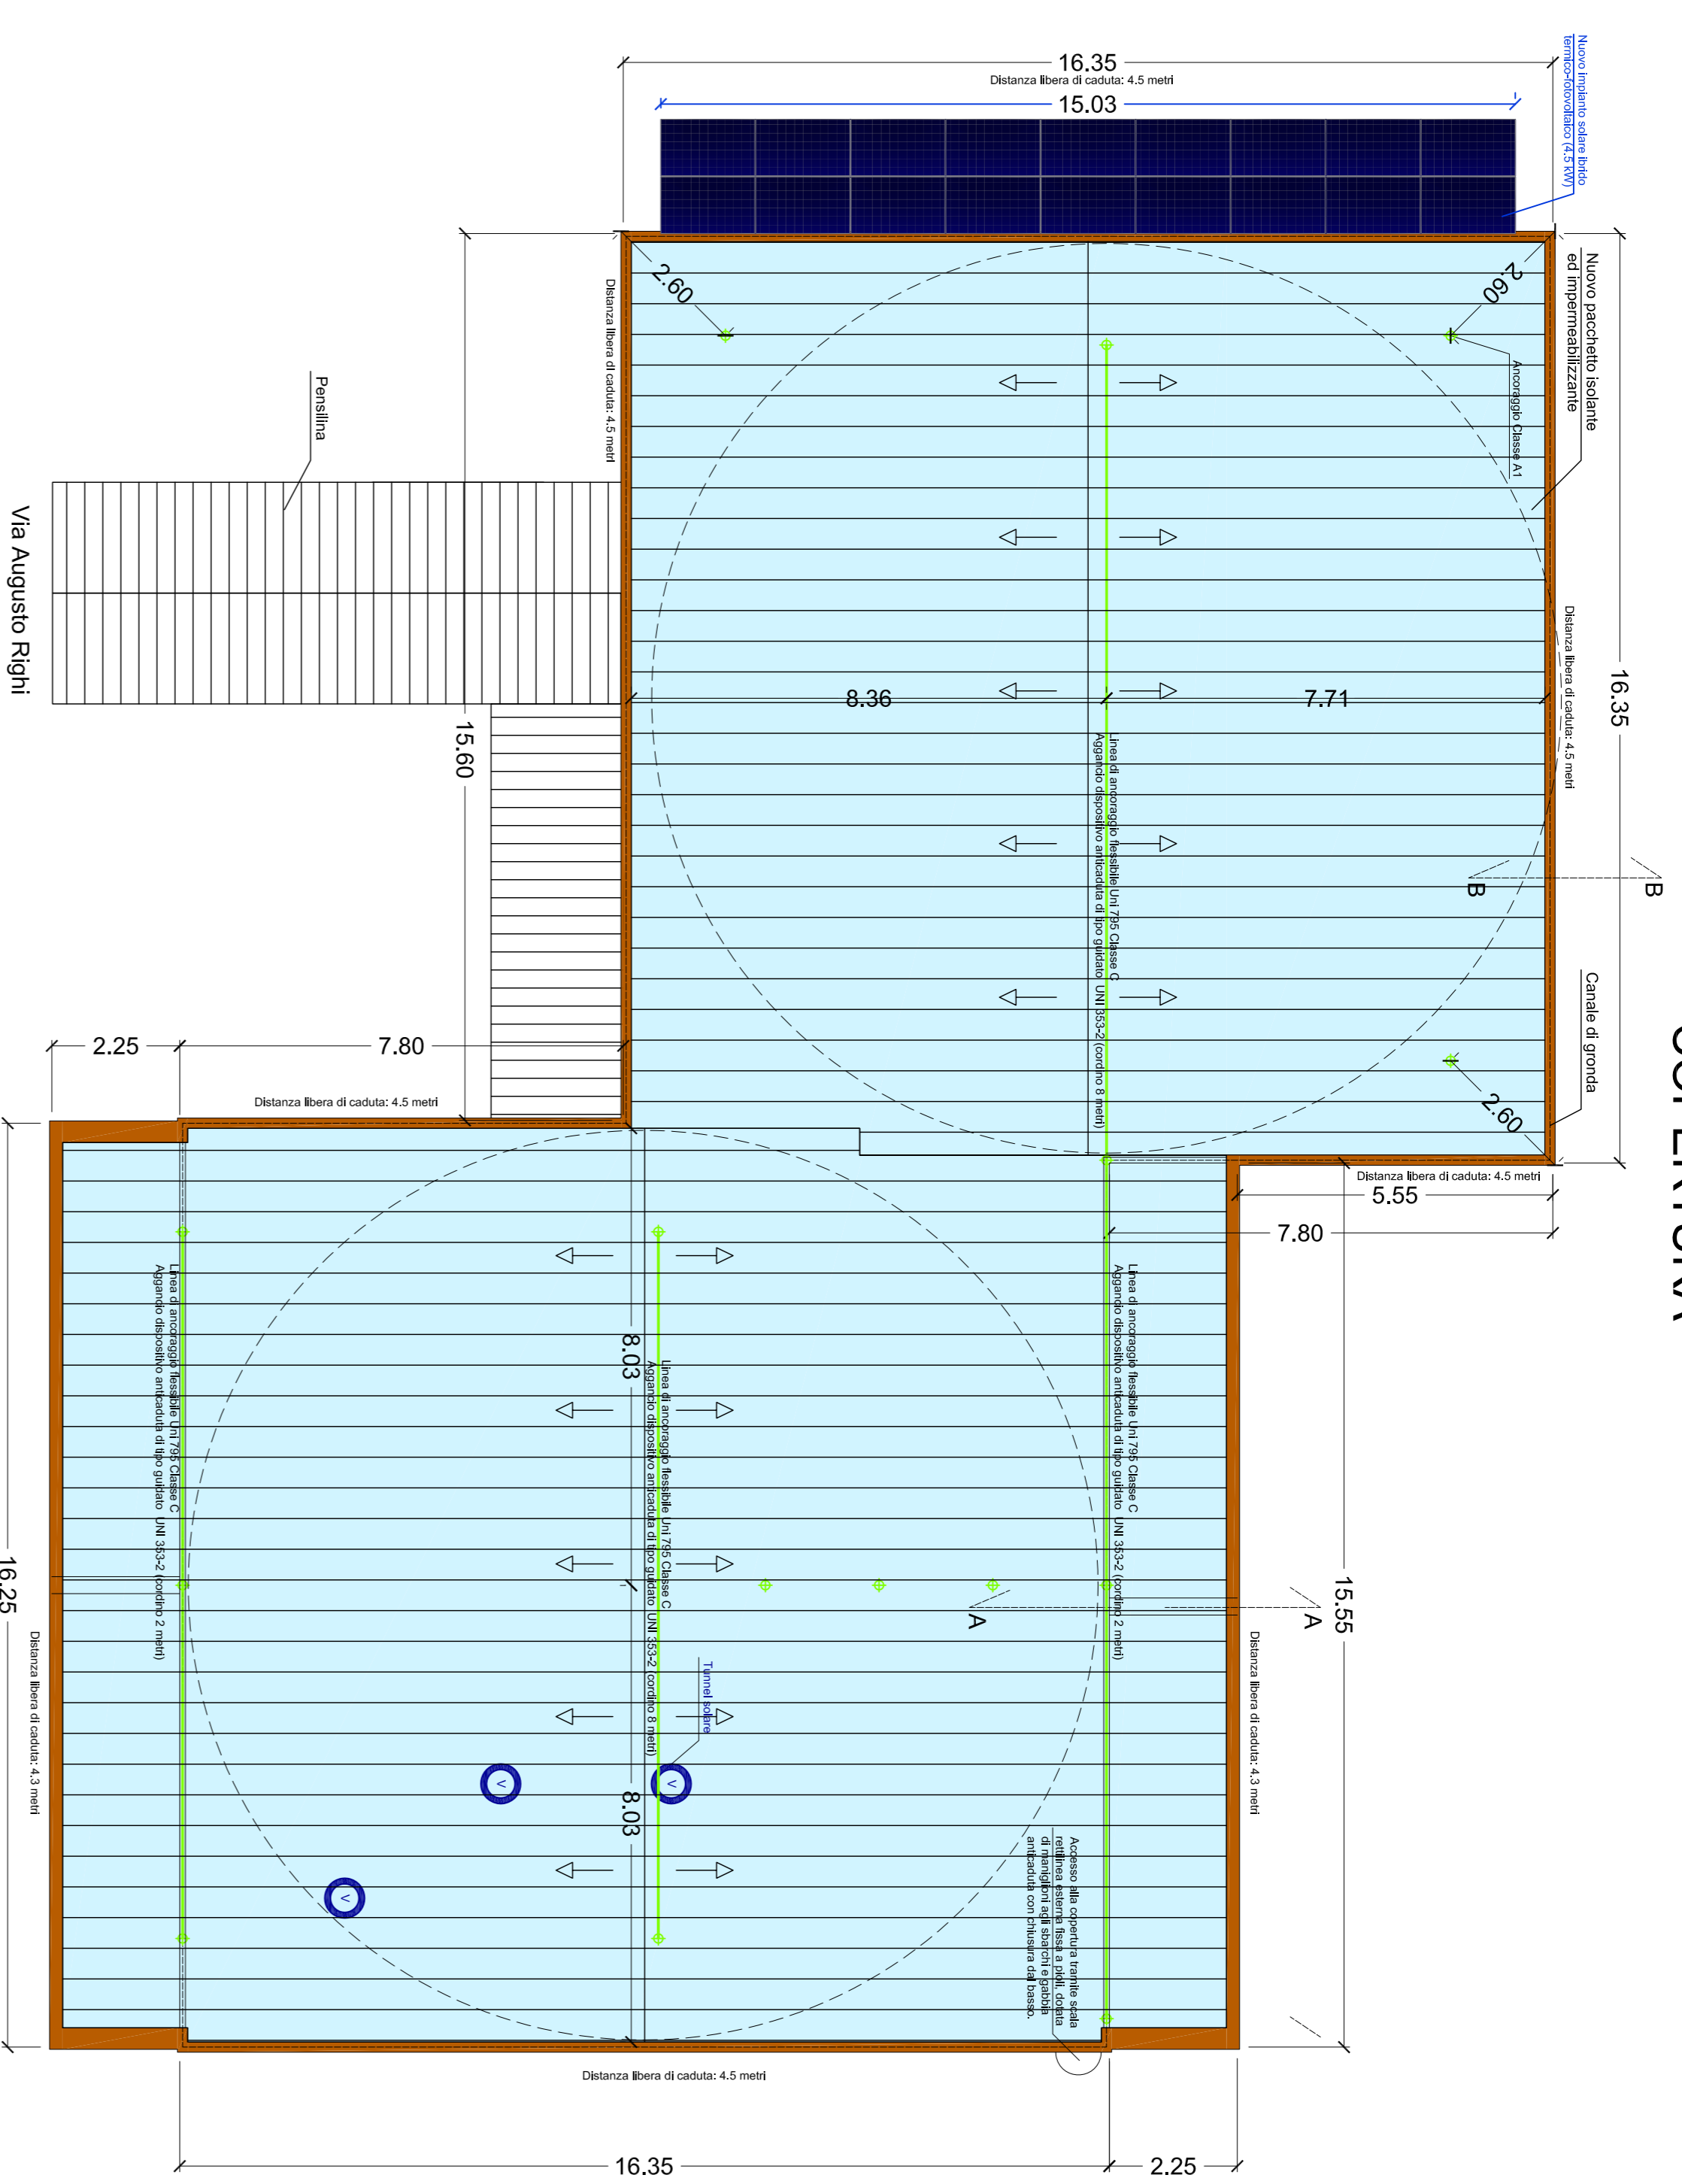 COPERTURA
16.35
Distanza libera di caduta: 4.5 metri
15.03
Nuovo impianto solare ibrido
termico-fotovoltaico (4.5 kW)
Nuovo pacchetto isolante
ed impermeabilizzante
2.60
2.60
Ancoraggio Classe A1
Distanza libera di caduta: 4.5 metri
Pensilina
Via Augusto Righi
15.60
8.36
7.71
Distanza libera di caduta: 4.5 metri
16.35
Linea di ancoraggio flessibile Uni 795 Classe C
Aggancio dispositivo anticaduta di tipo guidato UNI 353-2 (cordino 8 metri)
B
B
Canale di gronda
2.60
2.25
7.80
Distanza libera di caduta: 4.5 metri
Distanza libera di caduta: 4.5 metri
5.55
7.80
Linea di ancoraggio flessibile Uni 795 Classe C
Aggancio dispositivo anticaduta di tipo guidato UNI 353-2 (cordino 2 metri)
8.03
Linea di ancoraggio flessibile Uni 795 Classe C
Aggancio dispositivo anticaduta di tipo guidato UNI 353-2 (cordino 8 metri)
Linea di ancoraggio flessibile Uni 795 Classe C
Aggancio dispositivo anticaduta di tipo guidato UNI 353-2 (cordino 2 metri)
A
A
15.55
16.25
Distanza libera di caduta: 4.3 metri
Distanza libera di caduta: 4.3 metri
Tunnel solare
V
V
V
8.03
Accesso alla copertura tramite scala
rettilinea esterna fissa a pioli, dotata
di maniglioni agli sbarchi e gabbia
anticaduta con chiusura dal basso.
Distanza libera di caduta: 4.5 metri
16.35
2.25